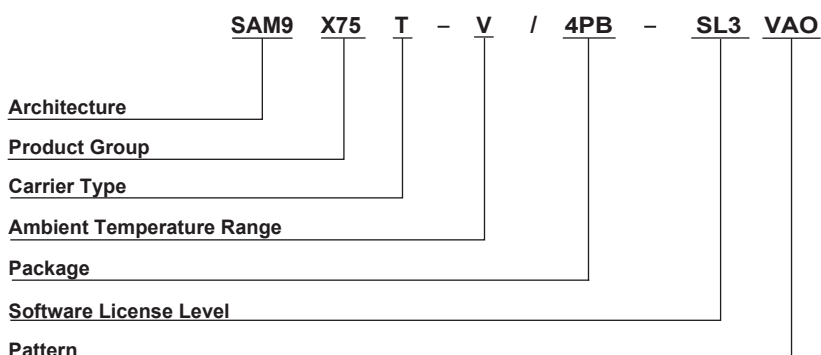 SAM9 X75 T – V / 4PB – SL3 VAO
Architecture
Product Group
Carrier Type
Ambient Temperature Range
Package
Software License Level
Pattern